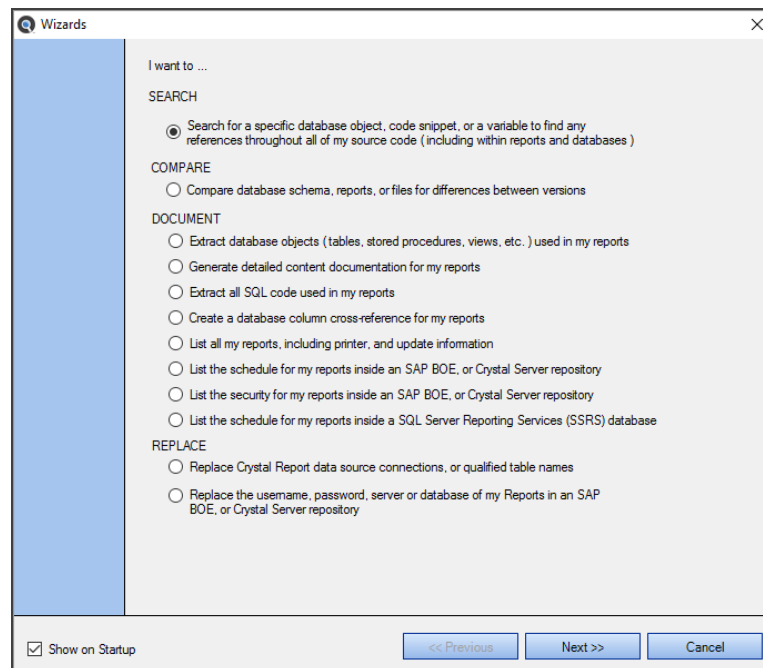 Wizards
I want to ...
SEARCH
Search for a specific database object, code snippet, or a variable to find any
references throughout all of my source code ( including within reports and databases )
COMPARE
Compare database schema, reports, or files for differences between versions
DOCUMENT
Extract database objects ( tables, stored procedures, views, etc. ) used in my reports
Generate detailed content documentation for my reports
Extract all SQL code used in my reports
Create a database column cross-reference for my reports
List all my reports, including printer, and update information
List the schedule for my reports inside an SAP BOE, or Crystal Server repository
List the security for my reports inside an SAP BOE, or Crystal Server repository
List the schedule for my reports inside a SQL Server Reporting Services (SSRS) database
REPLACE
Replace Crystal Report data source connections, or qualified table names
Replace the username, password, server or database of my Reports in an SAP
BOE, or Crystal Server repository
Show on Startup
<< Previous
Next >>
Cancel